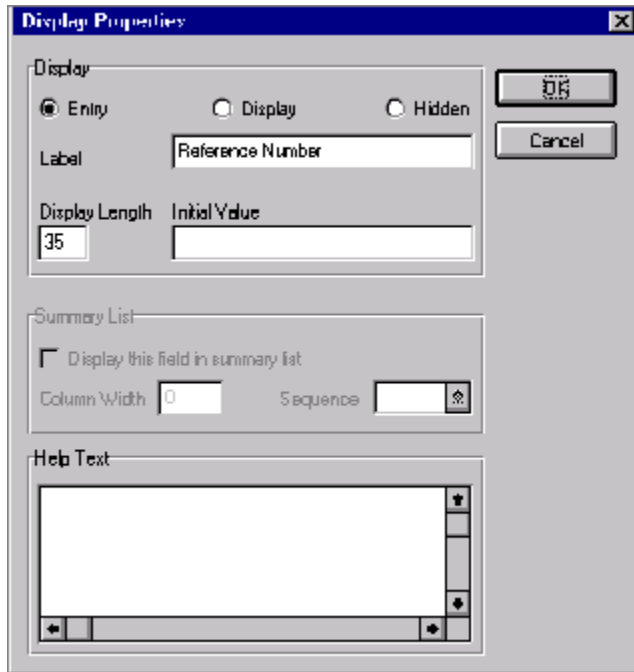 Display Properties
Display
Entry Display Hidden
Label Reference Number
Display Length Initial Value
35
Summary List
Display this field in summary list
Column Width 0 Sequence
Help Text
OK
Cancel